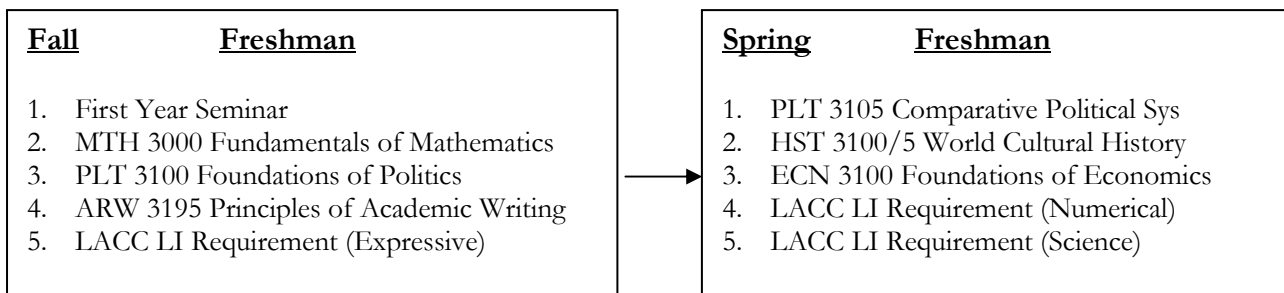 Fall Freshman
1. First Year Seminar
2. MTH 3000 Fundamentals of Mathematics
3. PLT 3100 Foundations of Politics
4. ARW 3195 Principles of Academic Writing
5. LACC LI Requirement (Expressive)
Spring Freshman
1. PLT 3105 Comparative Political Sys
2. HST 3100/5 World Cultural History
3. ECN 3100 Foundations of Economics
4. LACC LI Requirement (Numerical)
5. LACC LI Requirement (Science)